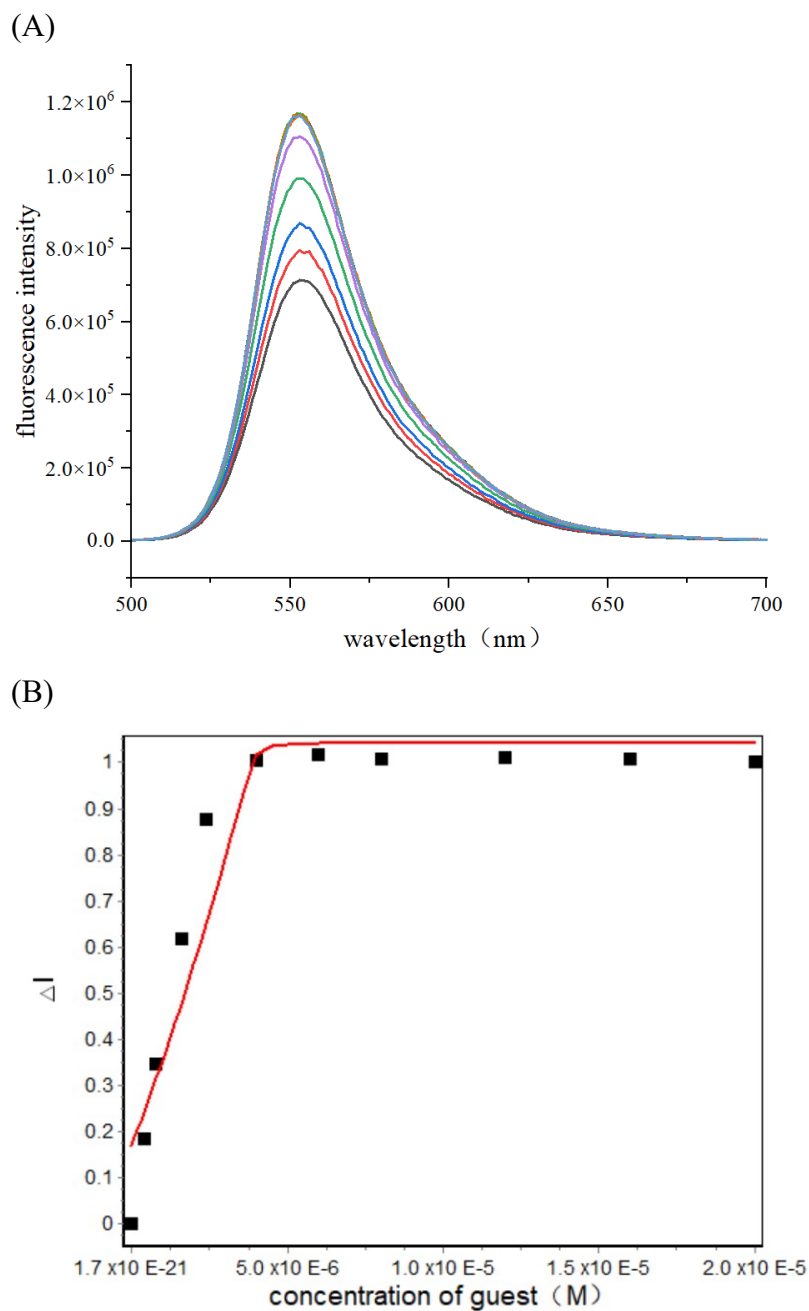 (A)
1.2×10⁶
1.0×10⁶
8.0×10⁵
6.0×10⁵
4.0×10⁵
2.0×10⁵
0.0
fluorescence intensity
500 550 600 650 700
wavelength（nm）
(B)
1
0.9
0.8
0.7
0.6
0.5
0.4
0.3
0.2
0.1
0
△I
1.7 x10 E-21 5.0 x10 E-6 1.0 x10 E-5 1.5 x10 E-5 2.0 x10 E-5
concentration of guest（M）